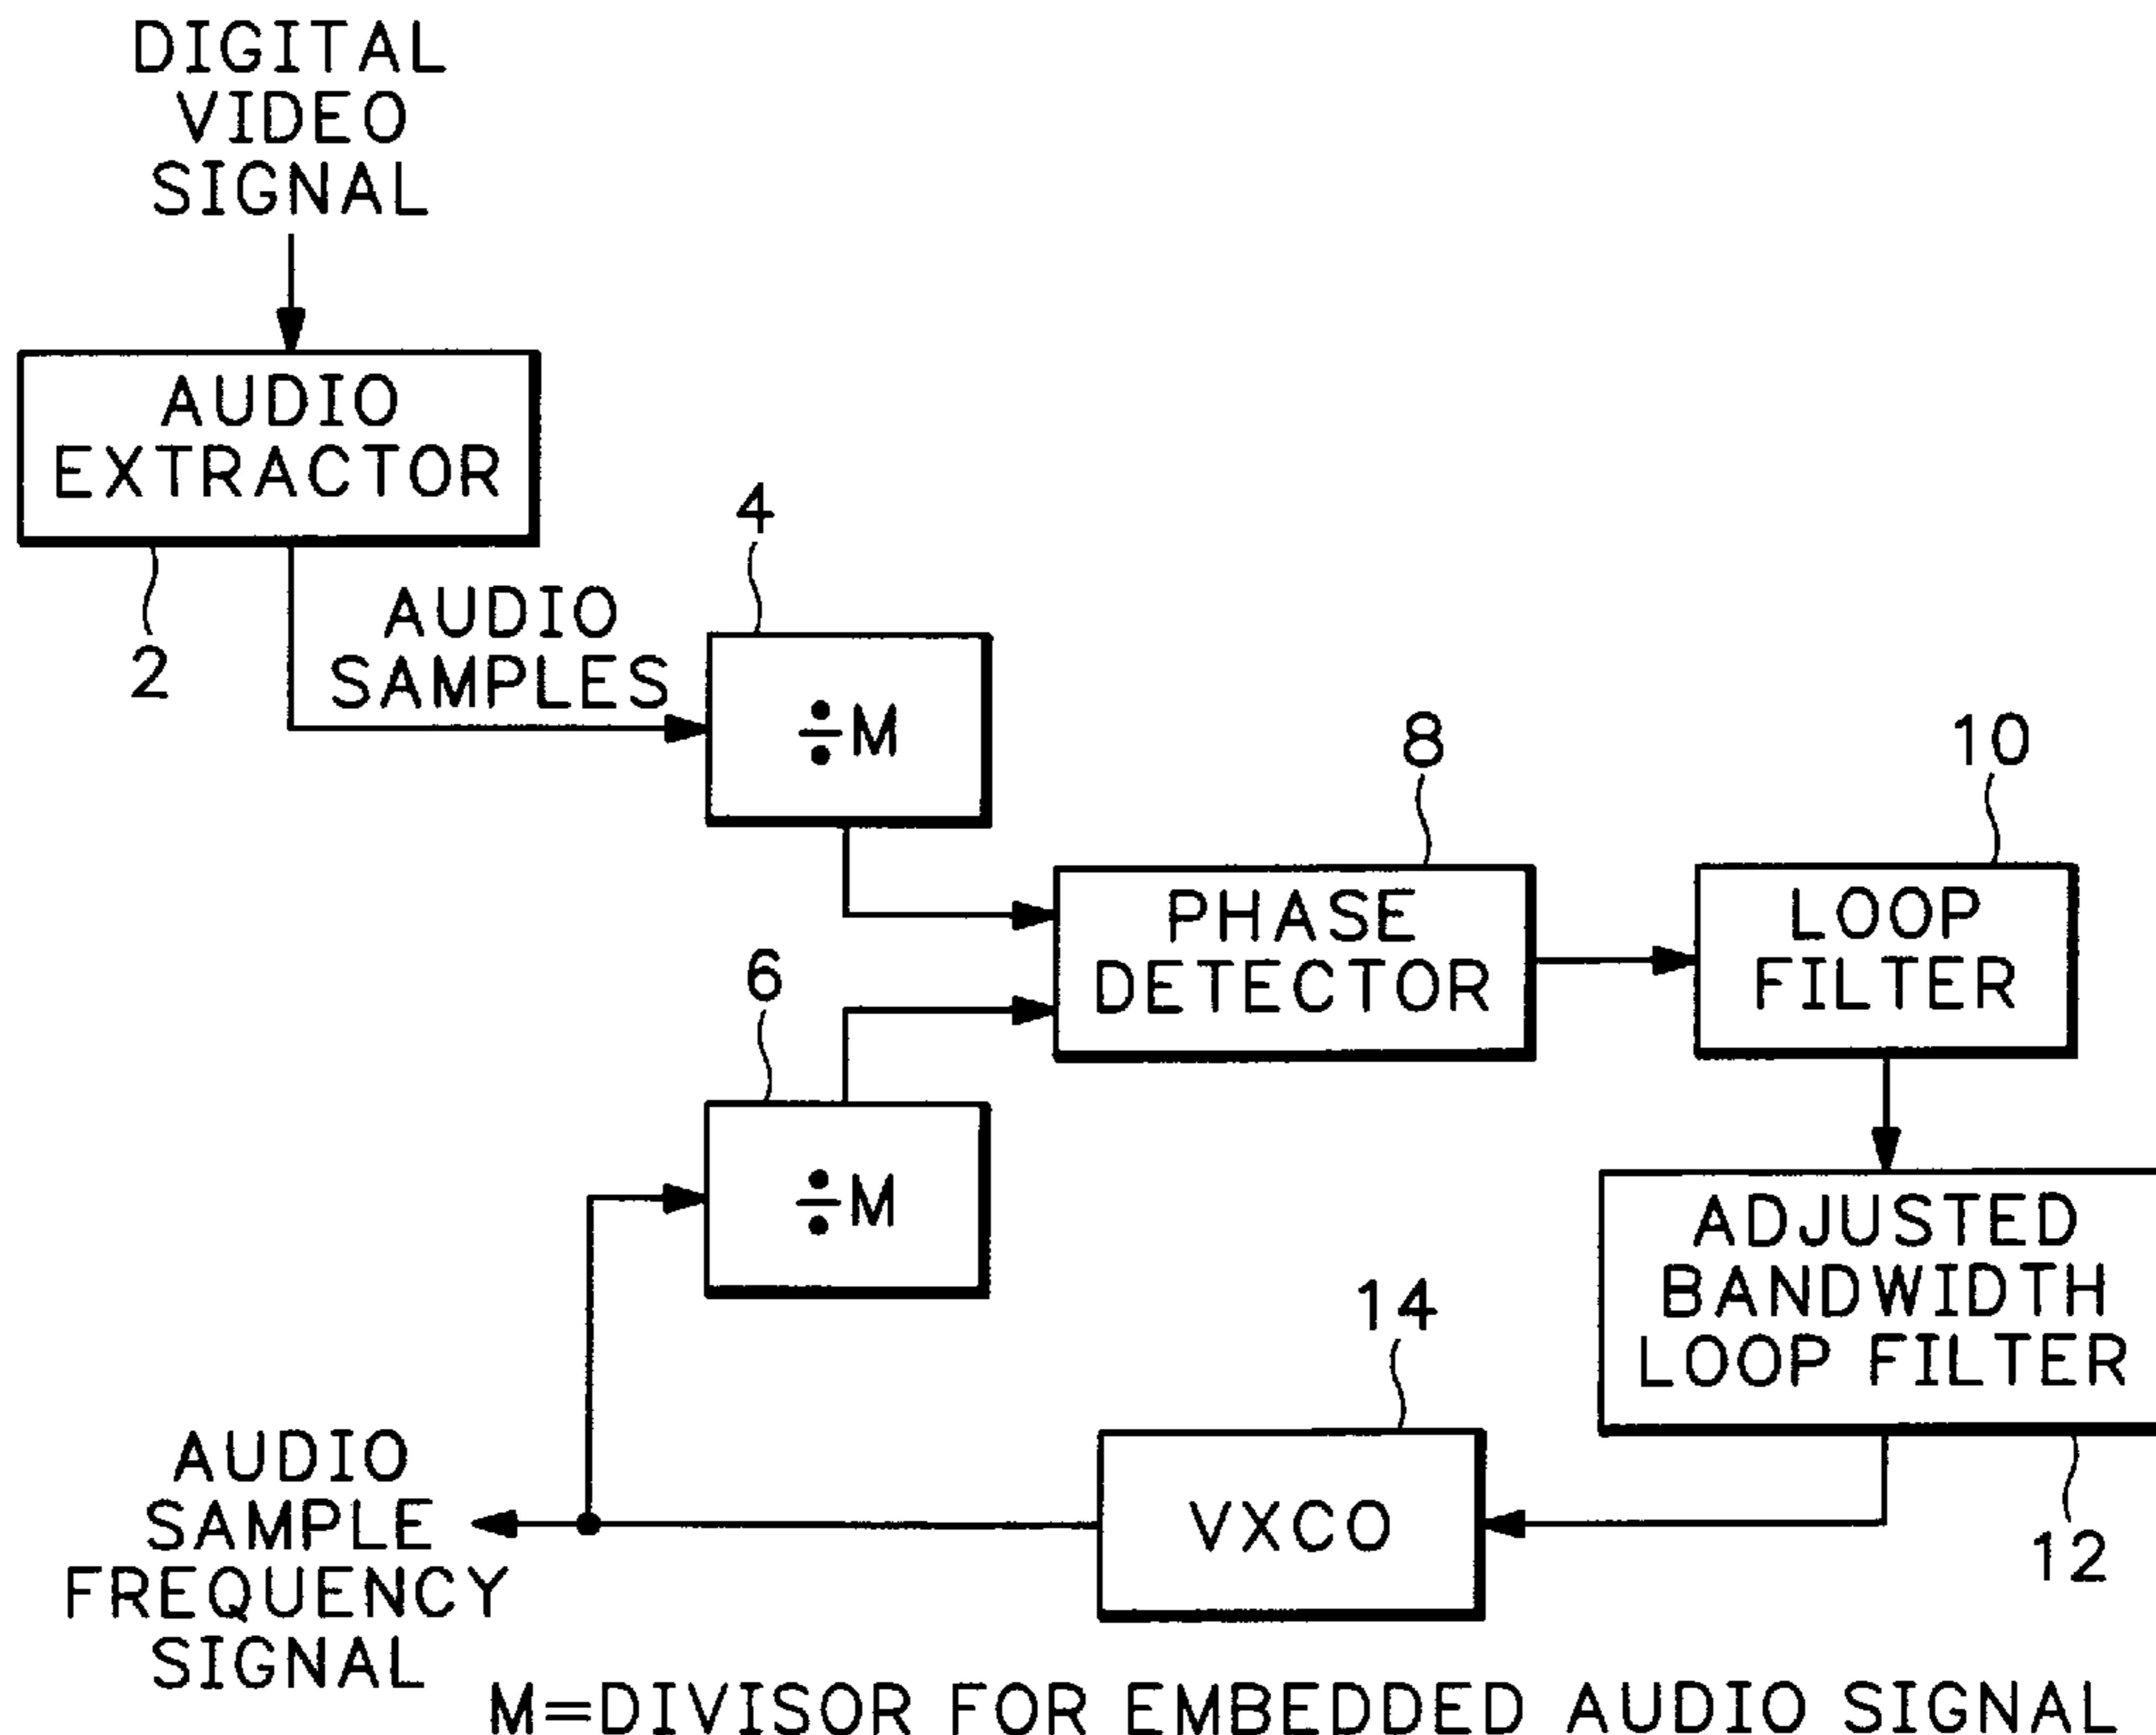 DIGITAL
VIDEO
SIGNAL
AUDIO
EXTRACTOR
2
AUDIO
SAMPLES
4
÷M
8
PHASE
DETECTOR
10
LOOP
FILTER
6
÷M
ADJUSTED
BANDWIDTH
LOOP FILTER
12
14
VXCO
AUDIO
SAMPLE
FREQUENCY
SIGNAL
M=DIVISOR FOR EMBEDDED AUDIO SIGNAL